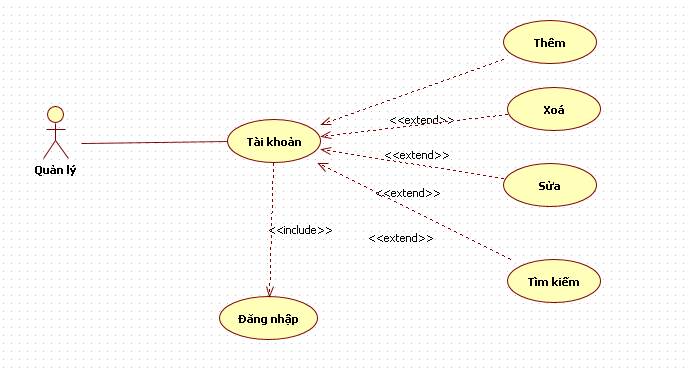 Thêm
Xoá
<<extend>>
Tài khoản
<<extend>>
Quản lý
Sửa
<<extend>>
<<include>>
<<extend>>
Tìm kiếm
Đăng nhập